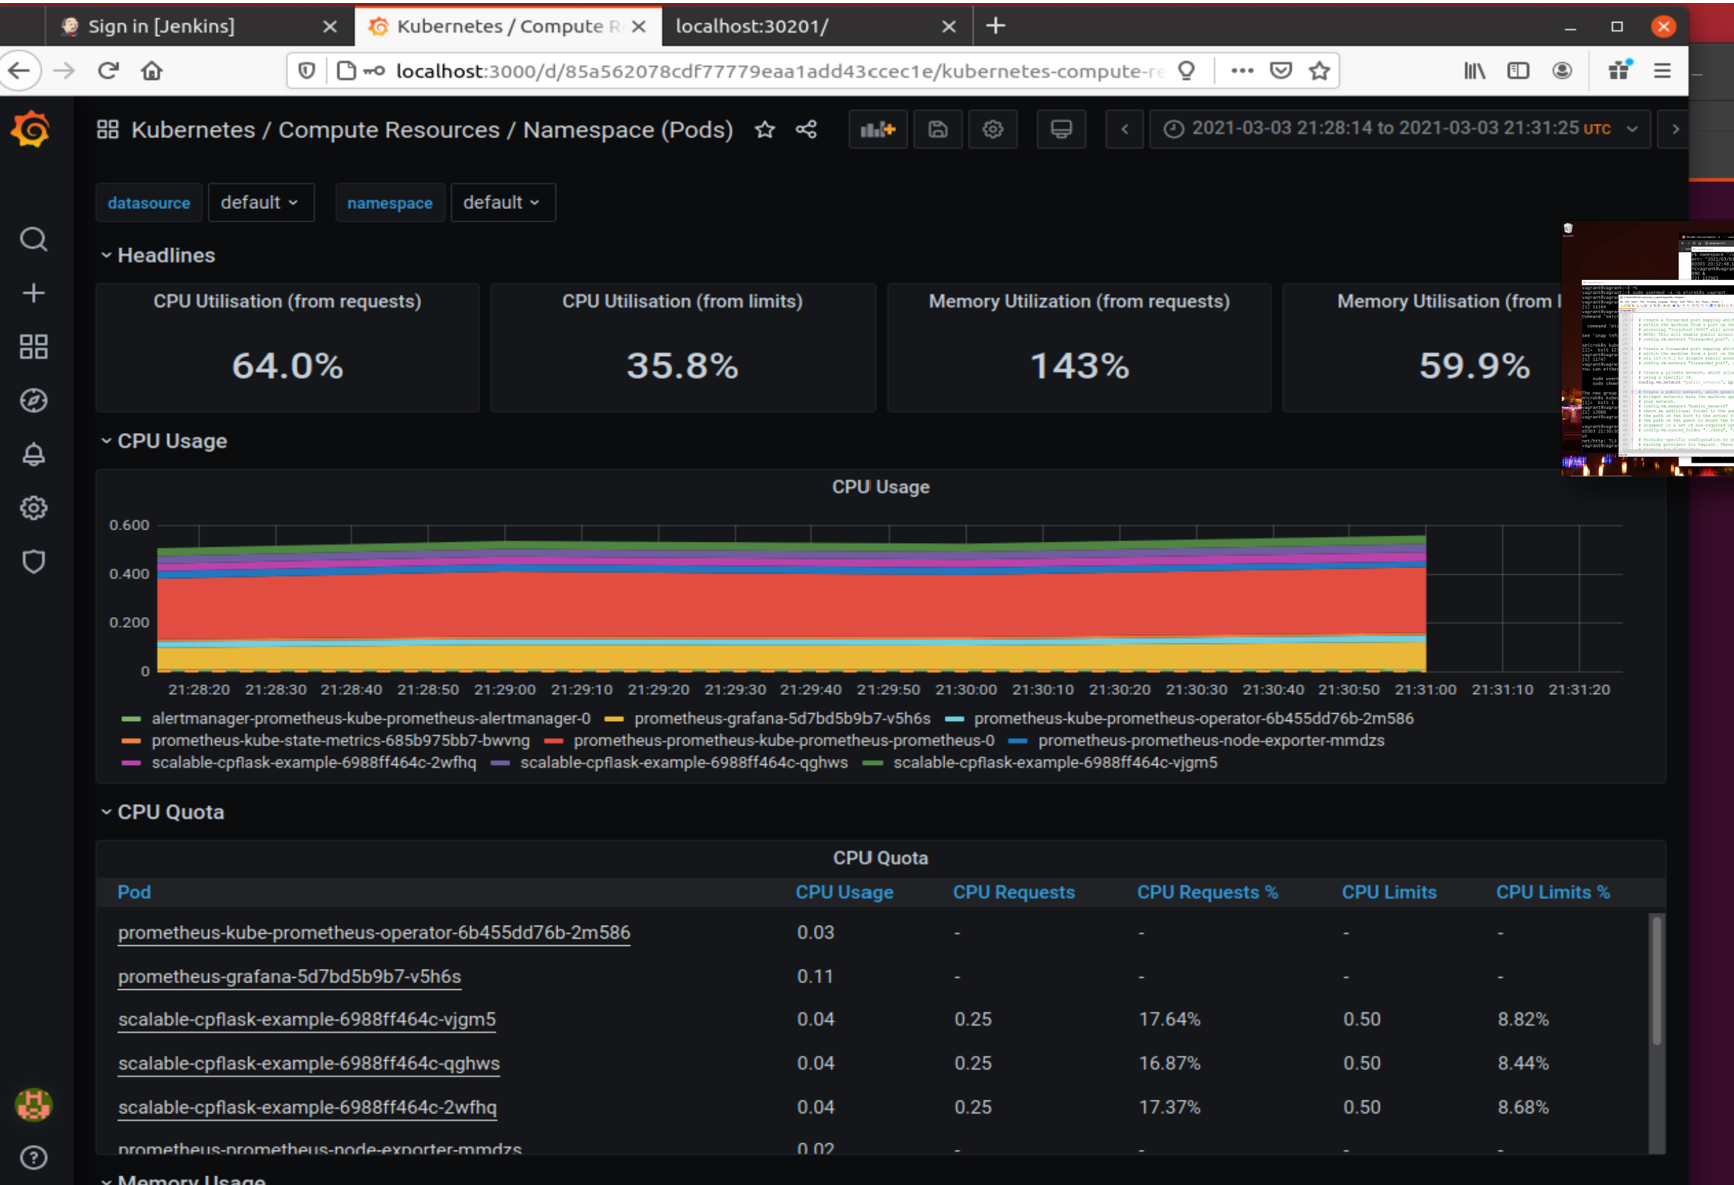 Sign in [Jenkins]
Kubernetes / Compute R
localhost:30201/
localhost:3000/d/85a562078cdf77779eaa1add43ccec1e/kubernetes-compute-re
Kubernetes / Compute Resources / Namespace (Pods)
2021-03-03 21:28:14 to 2021-03-03 21:31:25 UTC
datasource default namespace default
Headlines
CPU Utilisation (from requests) CPU Utilisation (from limits) Memory Utilization (from requests) Memory Utilisation (from l
64.0% 35.8% 143% 59.9%
CPU Usage
CPU Usage
0.600
0.400
0.200
0
21:28:20 21:28:30 21:28:40 21:28:50 21:29:00 21:29:10 21:29:20 21:29:30 21:29:40 21:29:50 21:30:00 21:30:10 21:30:20 21:30:30 21:30:40 21:30:50 21:31:00 21:31:10 21:31:20
alertmanager-prometheus-kube-prometheus-alertmanager-0 prometheus-grafana-5d7bd5b9b7-v5h6s prometheus-kube-prometheus-operator-6b455dd76b-2m586
prometheus-kube-state-metrics-685b975bb7-bwvng prometheus-prometheus-kube-prometheus-prometheus-0 prometheus-prometheus-node-exporter-mmdzs
scalable-cpflask-example-6988ff464c-2wfhq scalable-cpflask-example-6988ff464c-qghws scalable-cpflask-example-6988ff464c-vjgm5
CPU Quota
CPU Quota
Pod CPU Usage CPU Requests CPU Requests % CPU Limits CPU Limits %
prometheus-kube-prometheus-operator-6b455dd76b-2m586 0.03 - - - -
prometheus-grafana-5d7bd5b9b7-v5h6s 0.11 - - - -
scalable-cpflask-example-6988ff464c-vjgm5 0.04 0.25 17.64% 0.50 8.82%
scalable-cpflask-example-6988ff464c-qghws 0.04 0.25 16.87% 0.50 8.44%
scalable-cpflask-example-6988ff464c-2wfhq 0.04 0.25 17.37% 0.50 8.68%
prometheus-prometheus-node-exporter-mmdzs 0.02 - - - -
Memory Usage